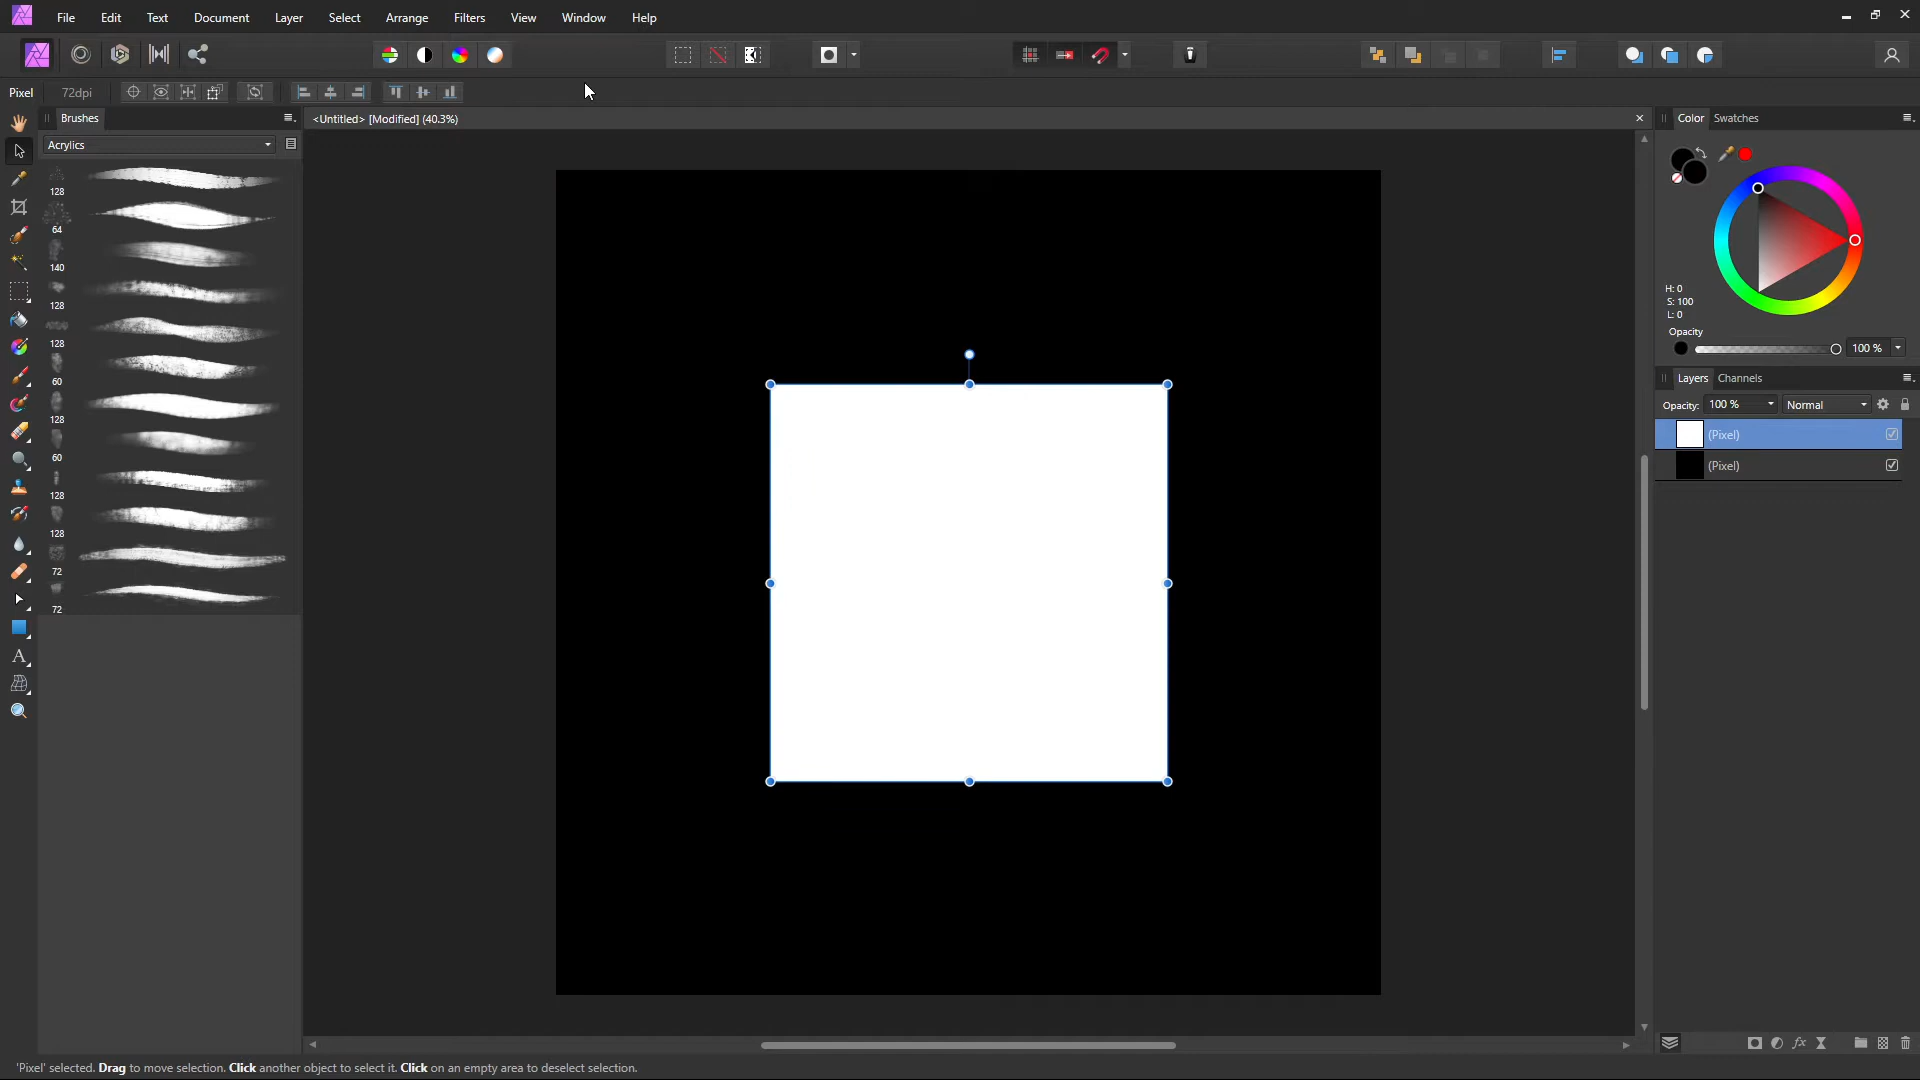 File Edit Text Document Layer Select Arrange Filters View Window Help
Pixel 72dpi
Brushes
<Untitled> [Modified] (40.3%)
Color Swatches
Acrylics
128
64
140
128
128
60
128
60
128
128
72
72
H: 0
S: 100
L: 0
Opacity
100 %
Layers Channels
Opacity: 100 % Normal
(Pixel)
(Pixel)
fx
'Pixel' selected. Drag to move selection. Click another object to select it. Click on an empty area to deselect selection.